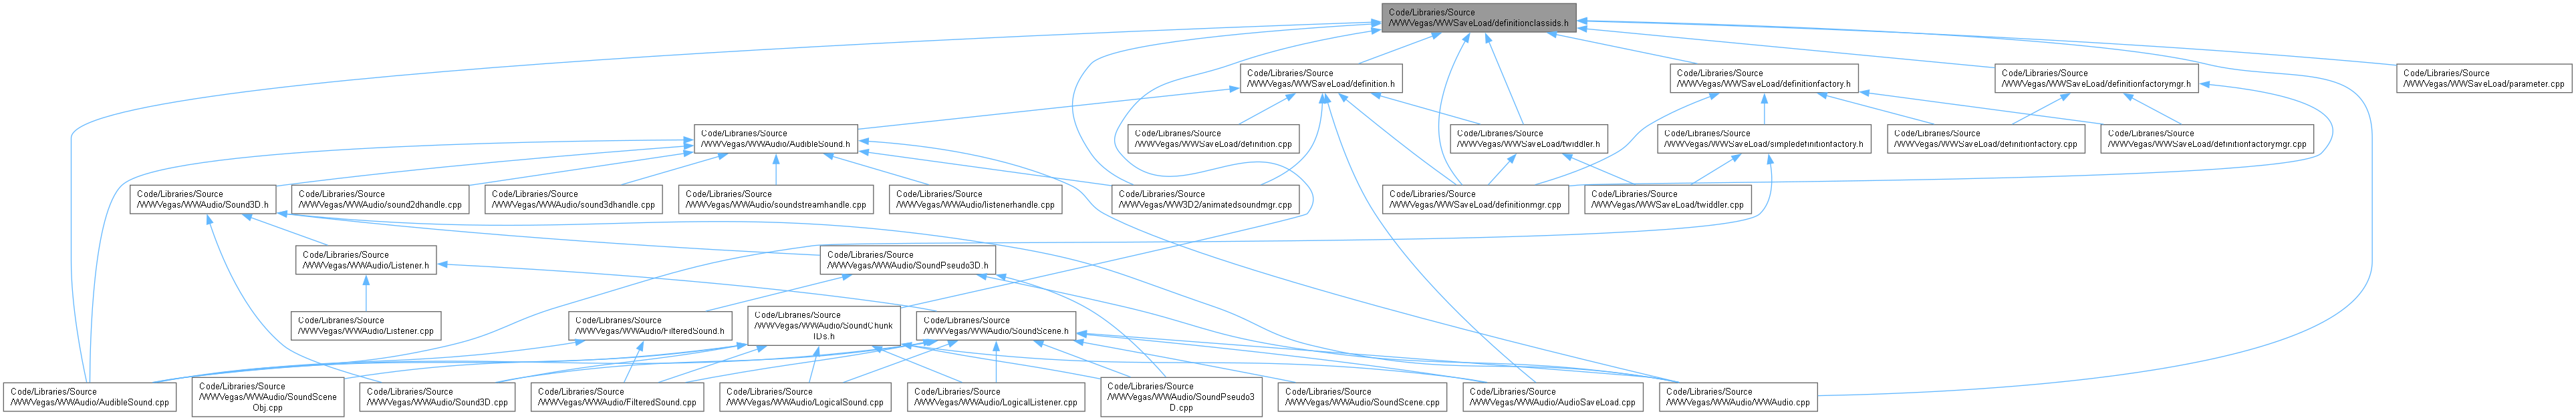 Code/Libraries/Source
/WWVegas/WWSaveLoad/definitionclassids.h
Code/Libraries/Source
/WWVegas/WWSaveLoad/definition.h
Code/Libraries/Source
/WWVegas/WWSaveLoad/definitionfactory.h
Code/Libraries/Source
/WWVegas/WWSaveLoad/definitionfactorymgr.h
Code/Libraries/Source
/WWVegas/WWSaveLoad/parameter.cpp
Code/Libraries/Source
/WWVegas/WWAudio/AudibleSound.h
Code/Libraries/Source
/WWVegas/WWSaveLoad/definition.cpp
Code/Libraries/Source
/WWVegas/WWSaveLoad/twiddler.h
Code/Libraries/Source
/WWVegas/WWSaveLoad/simpledefinitionfactory.h
Code/Libraries/Source
/WWVegas/WWSaveLoad/definitionfactory.cpp
Code/Libraries/Source
/WWVegas/WWSaveLoad/definitionfactorymgr.cpp
Code/Libraries/Source
/WWVegas/WWAudio/Sound3D.h
Code/Libraries/Source
/WWVegas/WWAudio/sound2dhandle.cpp
Code/Libraries/Source
/WWVegas/WWAudio/sound3dhandle.cpp
Code/Libraries/Source
/WWVegas/WWAudio/soundstreamhandle.cpp
Code/Libraries/Source
/WWVegas/WWAudio/listenerhandle.cpp
Code/Libraries/Source
/WWVegas/WW3D2/animatedsoundmgr.cpp
Code/Libraries/Source
/WWVegas/WWSaveLoad/definitionmgr.cpp
Code/Libraries/Source
/WWVegas/WWSaveLoad/twiddler.cpp
Code/Libraries/Source
/WWVegas/WWAudio/Listener.h
Code/Libraries/Source
/WWVegas/WWAudio/SoundPseudo3D.h
Code/Libraries/Source
/WWVegas/WWAudio/Listener.cpp
Code/Libraries/Source
/WWVegas/WWAudio/FilteredSound.h
Code/Libraries/Source
/WWVegas/WWAudio/SoundChunk
IDs.h
Code/Libraries/Source
/WWVegas/WWAudio/SoundScene.h
Code/Libraries/Source
/WWVegas/WWAudio/AudibleSound.cpp
Code/Libraries/Source
/WWVegas/WWAudio/SoundScene
Obj.cpp
Code/Libraries/Source
/WWVegas/WWAudio/Sound3D.cpp
Code/Libraries/Source
/WWVegas/WWAudio/FilteredSound.cpp
Code/Libraries/Source
/WWVegas/WWAudio/LogicalSound.cpp
Code/Libraries/Source
/WWVegas/WWAudio/LogicalListener.cpp
Code/Libraries/Source
/WWVegas/WWAudio/SoundPseudo3
D.cpp
Code/Libraries/Source
/WWVegas/WWAudio/SoundScene.cpp
Code/Libraries/Source
/WWVegas/WWAudio/AudioSaveLoad.cpp
Code/Libraries/Source
/WWVegas/WWAudio/WWAudio.cpp